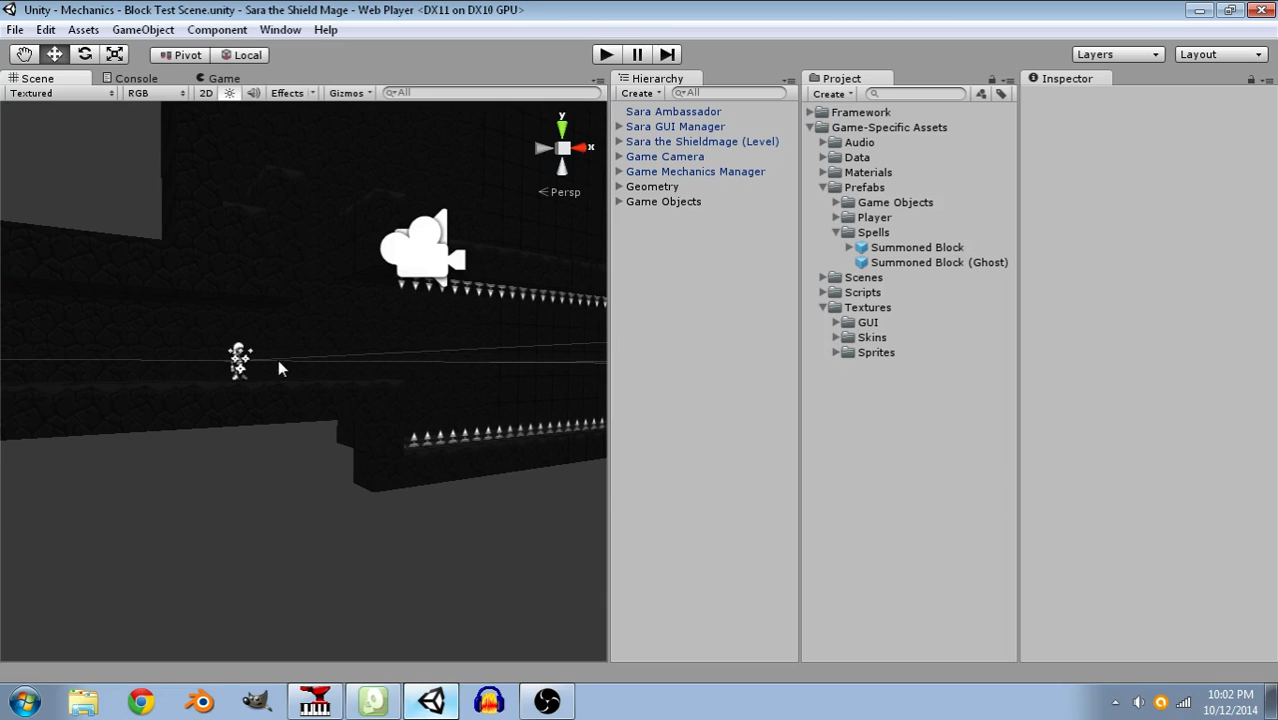 Unity - Mechanics - Block Test Scene.unity - Sara the Shield Mage - Web Player <DX11 on DX10 GPU>
File Edit Assets GameObject Component Window Help
Pivot Local Layers Layout
Scene Console Game Hierarchy Project Inspector
Textured RGB 2D Effects Gizmos All Create All Create
Sara Ambassador
Sara GUI Manager
Sara the Shieldmage (Level)
Game Camera
Game Mechanics Manager
Geometry
Game Objects
Framework
Game-Specific Assets
Audio
Data
Materials
Prefabs
Game Objects
Player
Spells
Summoned Block
Summoned Block (Ghost)
Scenes
Scripts
Textures
GUI
Skins
Sprites
y
x
Persp
10:02 PM
10/12/2014